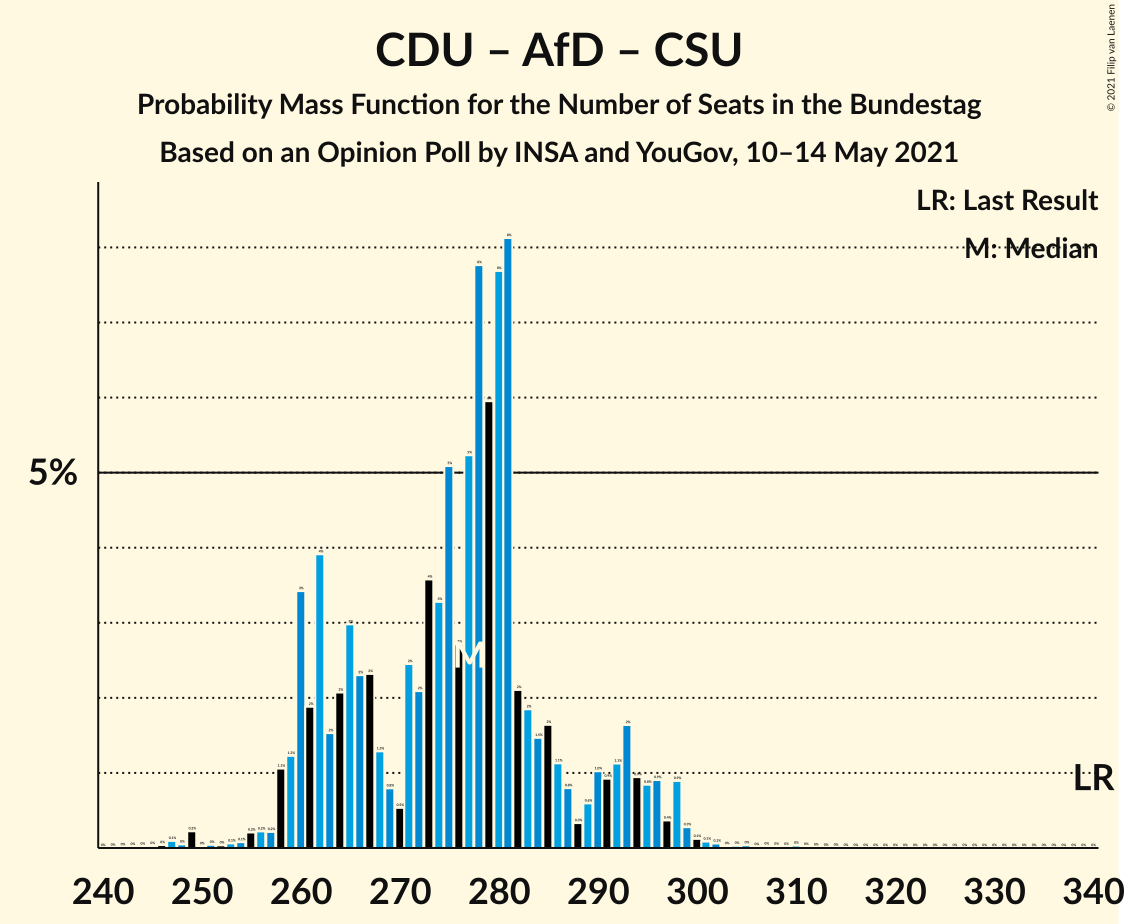 CDU – AfD – CSU
Probability Mass Function for the Number of Seats in the Bundestag
Based on an Opinion Poll by INSA and YouGov, 10–14 May 2021
© 2021 Filip van Laenen
LR: Last Result
M: Median
5%
M
LR
240 250 260 270 280 290 300 310 320 330 340